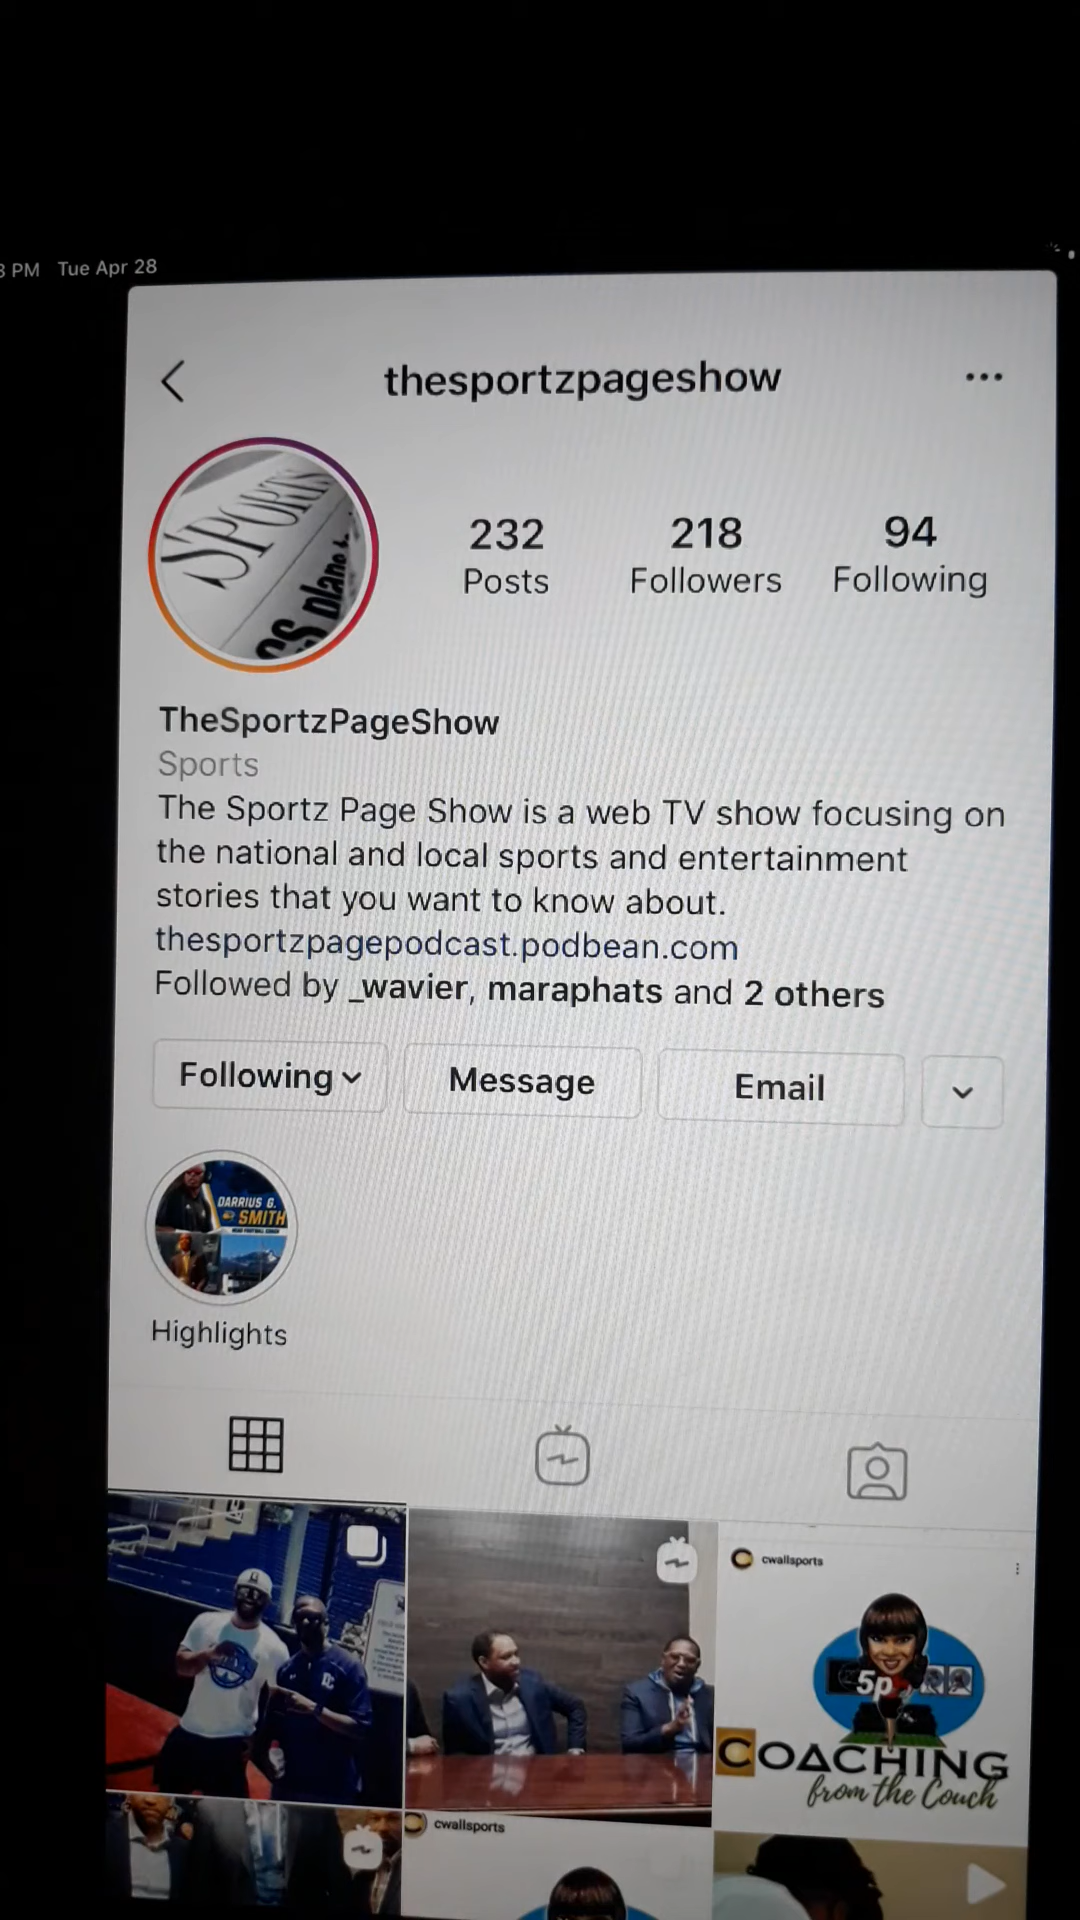 PM Tue Apr 28
thesportzpageshow
SPORTS
232 218 94
Posts Followers Following
TheSportzPageShow
Sports
The Sportz Page Show is a web TV show focusing on
the national and local sports and entertainment
stories that you want to know about.
thesportzpagepodcast.podbean.com
Followed by _wavier, maraphats and 2 others
Following Message Email
DARRIUS G.
SMITH
Highlights
cwallsports
5p
COACHING
from the Couch
cwallsports